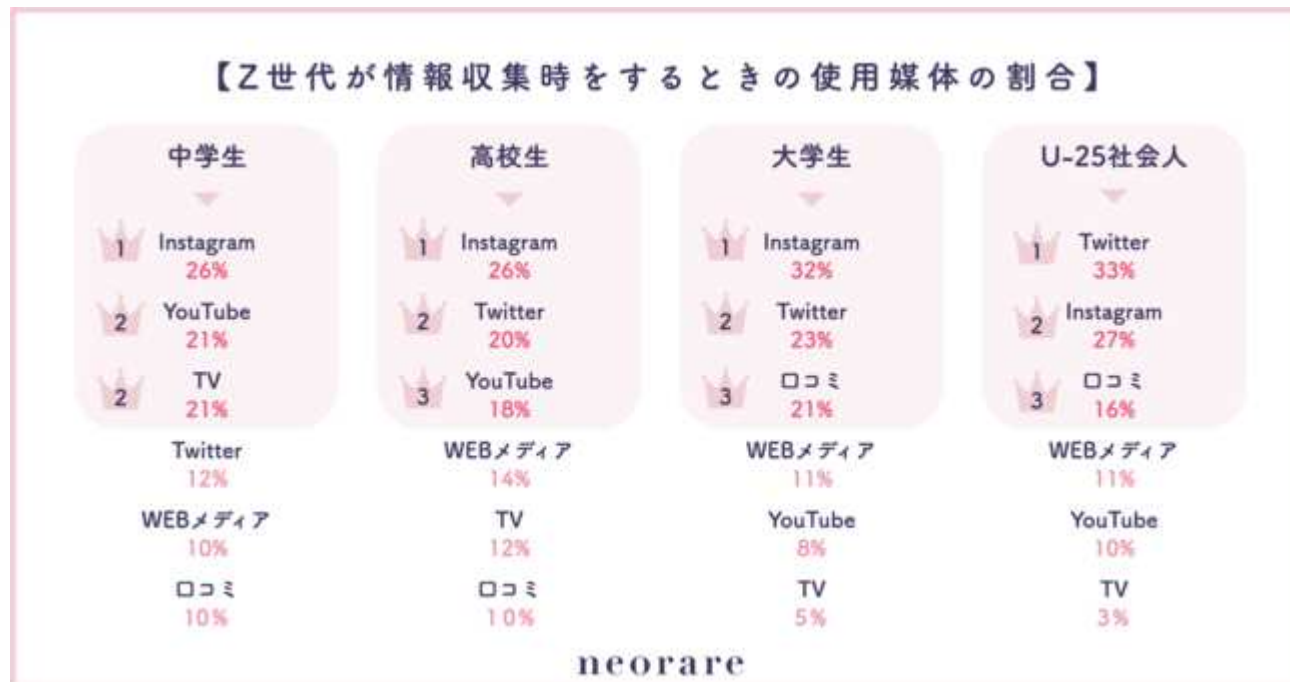 【Z世代が情報収集時をするときの使用媒体の割合】
中学生
1 Instagram
26%
2 YouTube
21%
2 TV
21%
Twitter
12%
WEBメディア
10%
口コミ
10%
高校生
1 Instagram
26%
2 Twitter
20%
3 YouTube
18%
WEBメディア
14%
TV
12%
口コミ
10%
大学生
1 Instagram
32%
2 Twitter
23%
3 口コミ
21%
WEBメディア
11%
YouTube
8%
TV
5%
U-25社会人
1 Twitter
33%
2 Instagram
27%
3 口コミ
16%
WEBメディア
11%
YouTube
10%
TV
3%
neorare